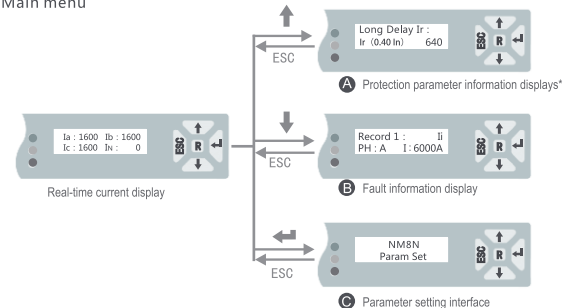 Main menu
Long Delay Ir :
Ir (0.40 In) 640
ESC R
ESC
A Protection parameter information displays*
Ia : 1600 Ib : 1600
Ic : 1600 IN : 0
ESC R
Real-time current display
Record 1 : Ii
PH : A I : 6000A
ESC R
ESC
B Fault information display
NM8N
Param Set
ESC R
ESC
C Parameter setting interface